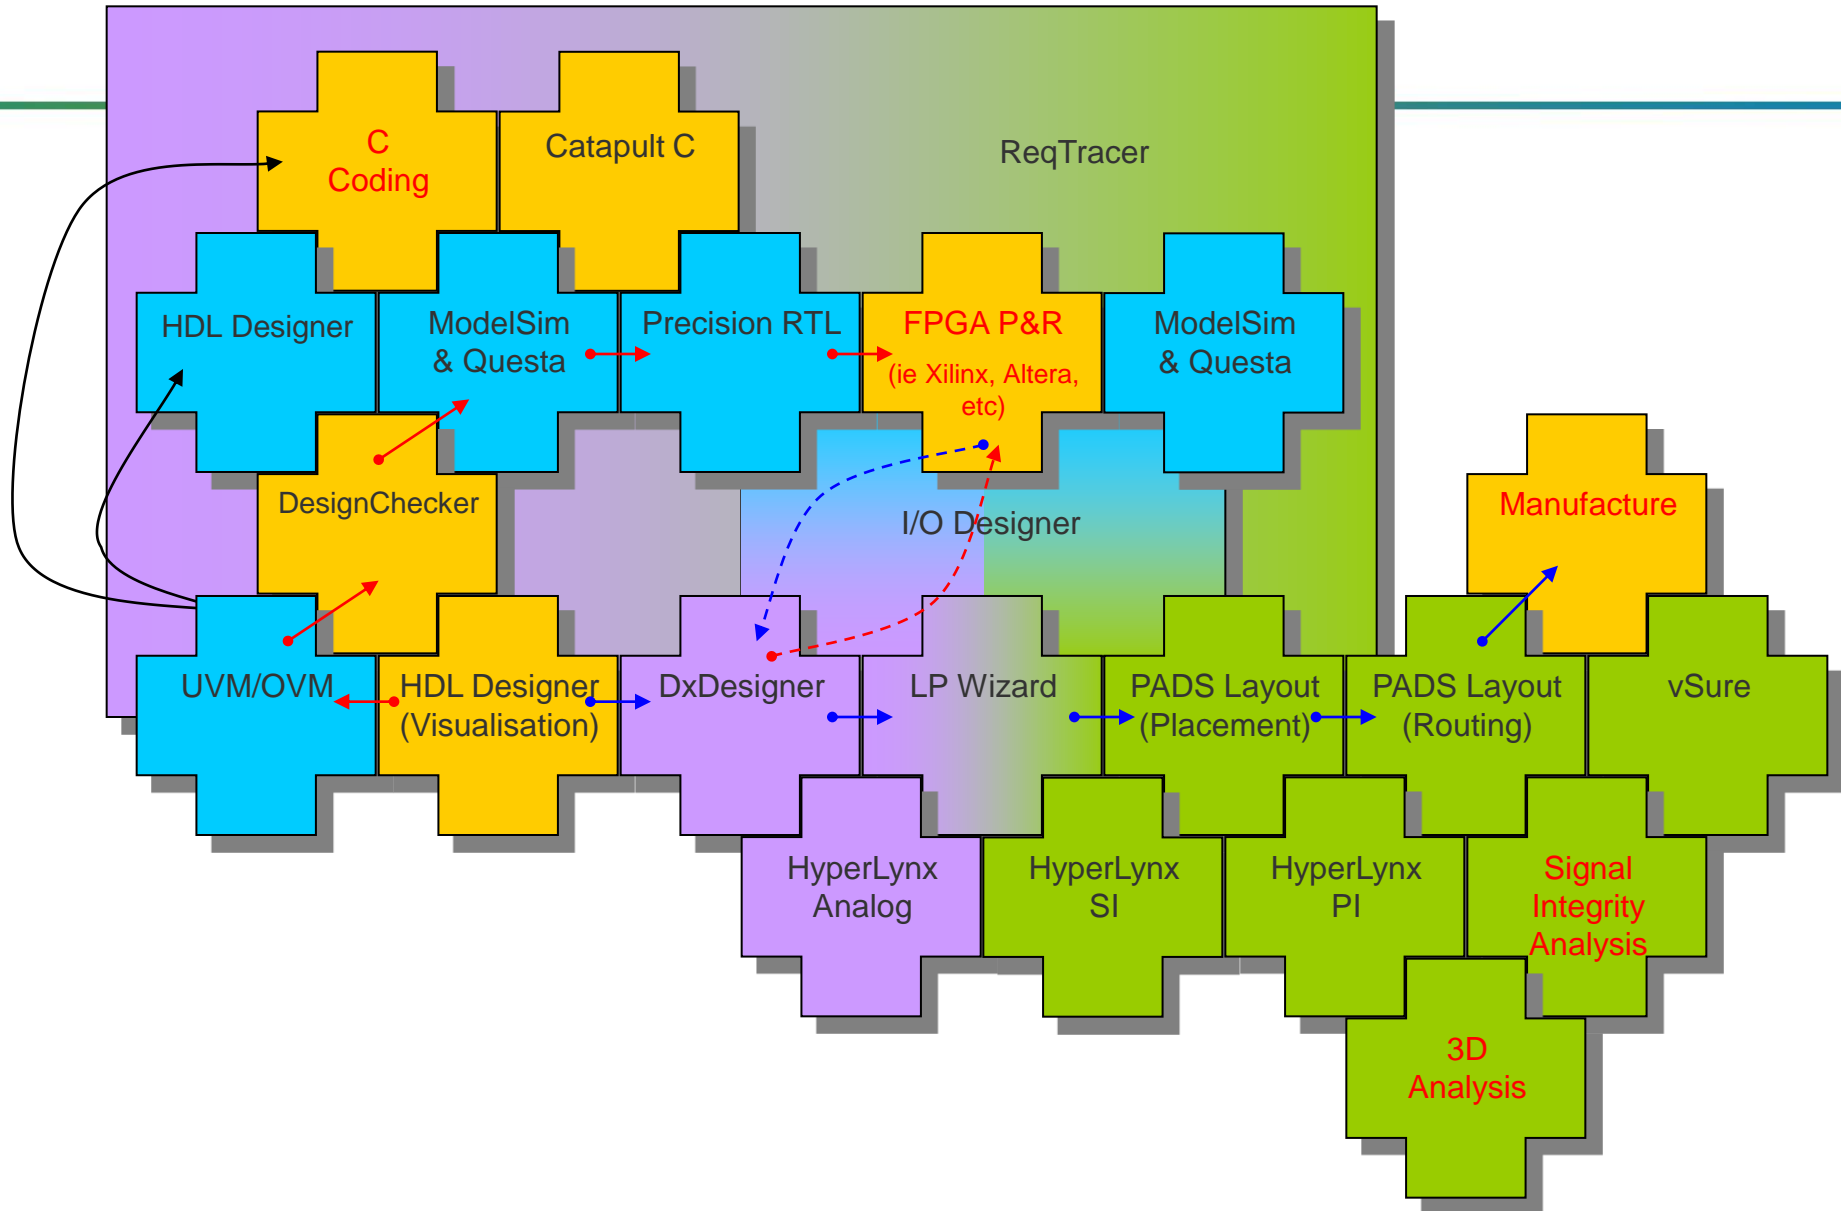 C
Coding
Catapult C
ReqTracer
HDL Designer
ModelSim
& Questa
Precision RTL
FPGA P&R
(ie Xilinx, Altera,
etc)
ModelSim
& Questa
DesignChecker
I/O Designer
Manufacture
UVM/OVM
HDL Designer
(Visualisation)
DxDesigner
LP Wizard
PADS Layout
(Placement)
PADS Layout
(Routing)
vSure
HyperLynx
Analog
HyperLynx
SI
HyperLynx
PI
Signal
Integrity
Analysis
3D
Analysis